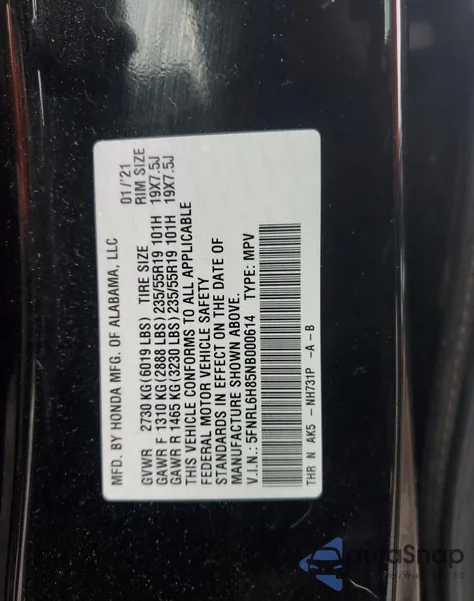 MFD. BY HONDA MFG. OF ALABAMA, LLC 01/'21
GVWR 2730 KG(6019 LBS) TIRE SIZE RIM SIZE
GAWR F 1310 KG(2888 LBS)235/55R19 101H 19X7.5J
GAWR R 1465 KG(3230 LBS)235/55R19 101H 19X7.5J
THIS VEHICLE CONFORMS TO ALL APPLICABLE
FEDERAL MOTOR VEHICLE SAFETY
STANDARDS IN EFFECT ON THE DATE OF
MANUFACTURE SHOWN ABOVE.
V.I.N.: 5FNRL6H85NB000614 TYPE: MPV
THR N AK5 - NH731P -A-B
autoSnap